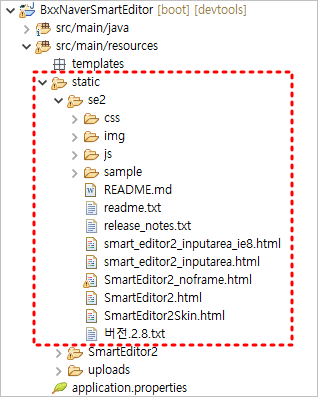 BxxNaverSmartEditor [boot] [devtools]
src/main/java
src/main/resources
templates
static
se2
css
img
js
sample
README.md
readme.txt
release_notes.txt
smart_editor2_inputarea_ie8.html
smart_editor2_inputarea.html
SmartEditor2_noframe.html
SmartEditor2.html
SmartEditor2Skin.html
버전.2.8.txt
SmartEditor2
uploads
application.properties